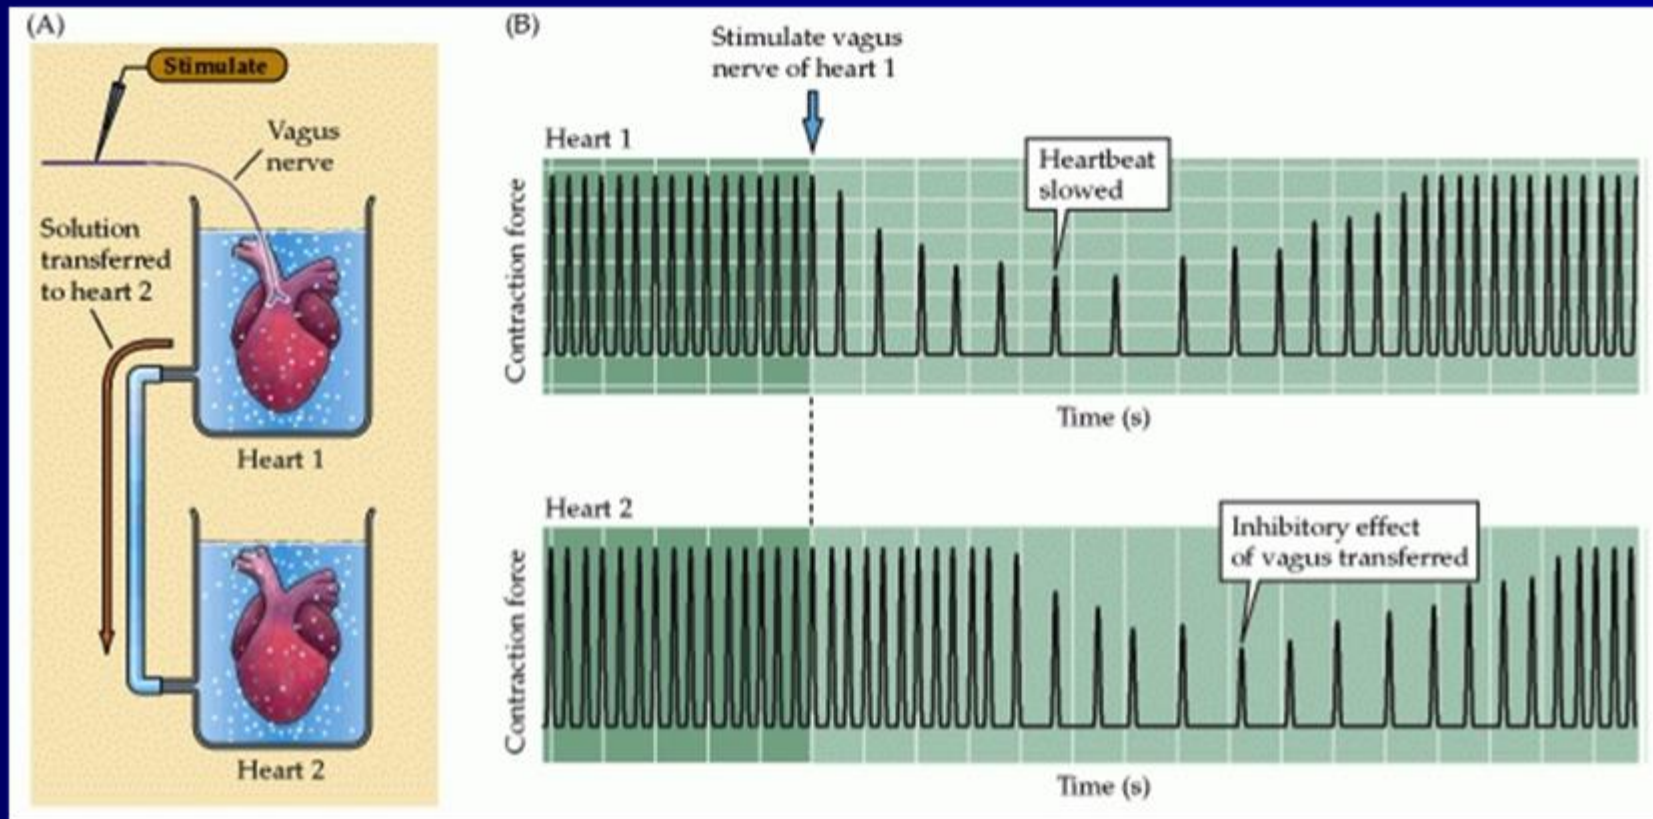 (A)
Stimulate
Vagus
nerve
Solution
transferred
to heart 2
Heart 1
Heart 2
(B)
Stimulate vagus
nerve of heart 1
Heart 1
Heartbeat
slowed
Contraction force
Time (s)
Heart 2
Inhibitory effect
of vagus transferred
Contraction force
Time (s)